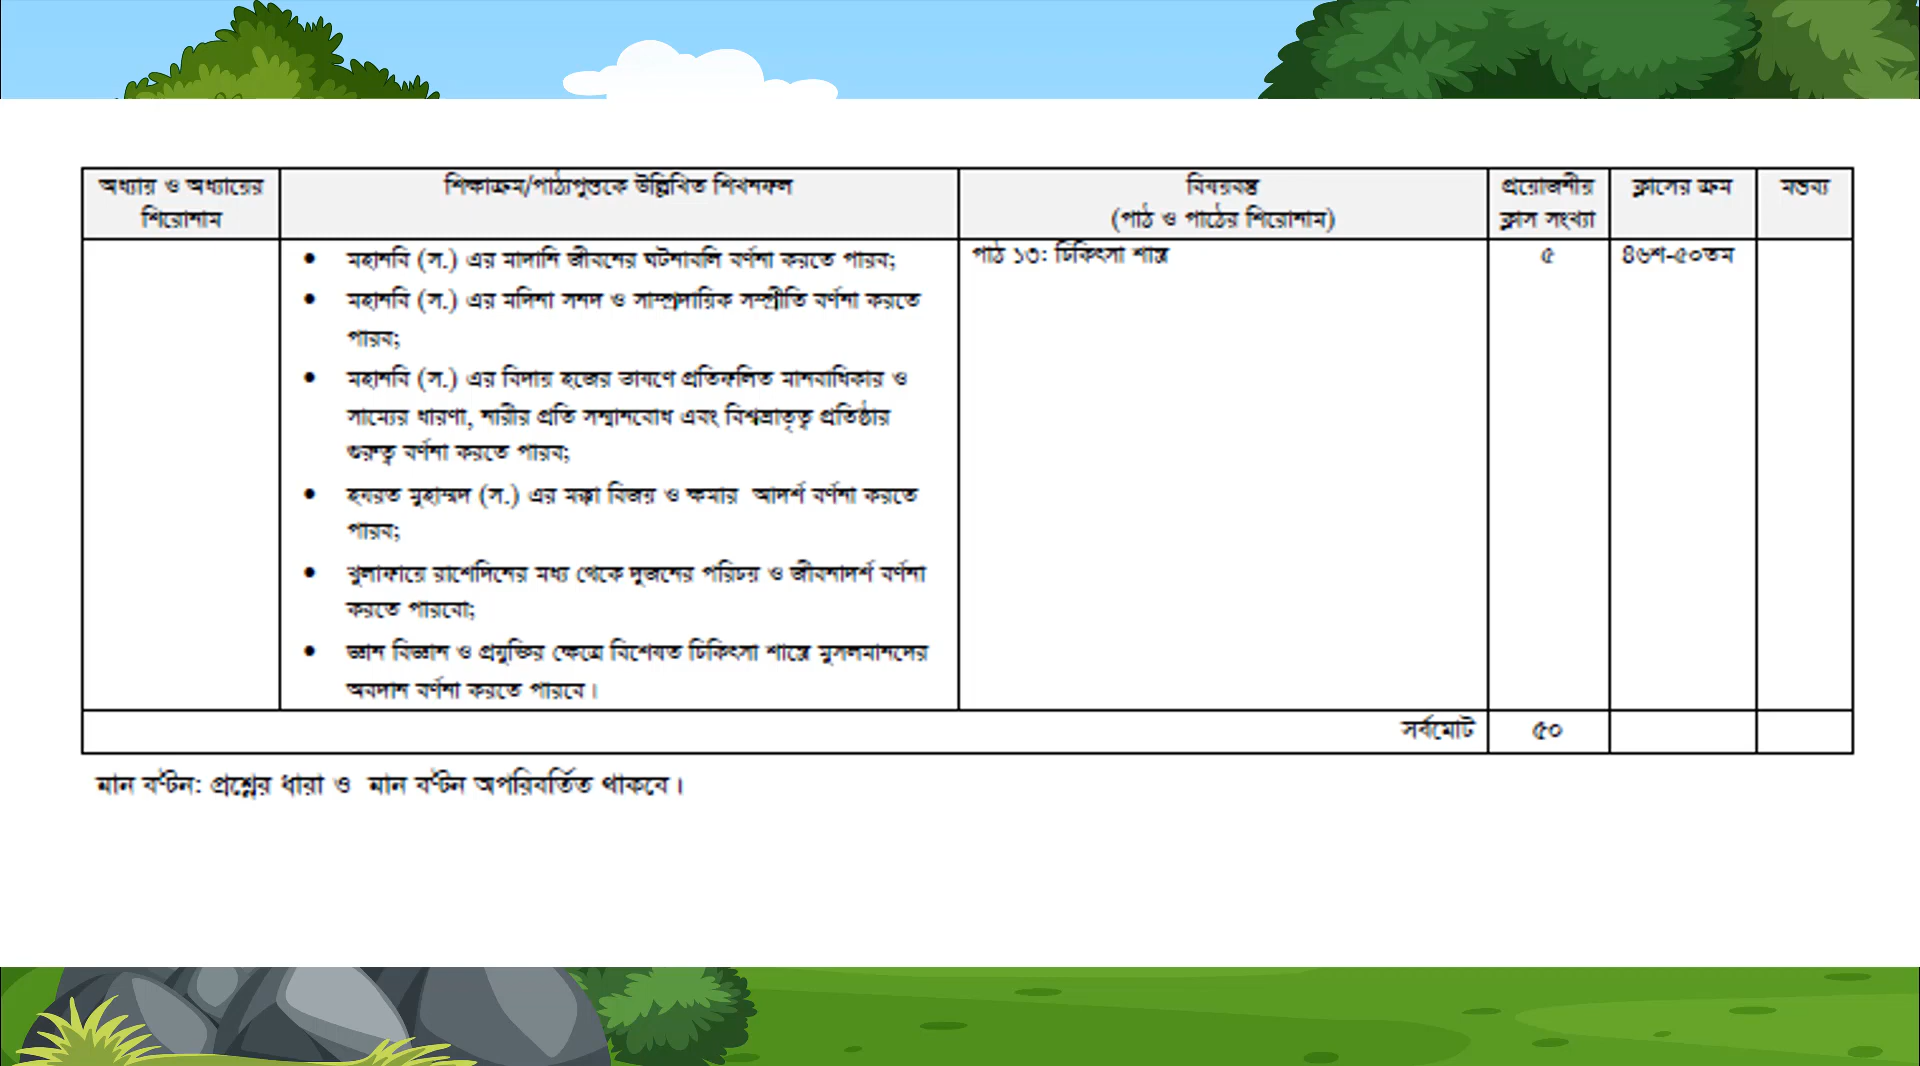 অধ্যায় ও অধ্যায়ের
শিরোনাম
শিক্ষাক্রম/পাঠ্যপুস্তকে উল্লিখিত শিখনফল
বিষয়বস্তু
(পাঠ ও পাঠের শিরোনাম)
প্রয়োজনীয়
ক্লাস সংখ্যা
ক্লাসের ক্রম
মন্তব্য
• মহানবি (স.) এর মাদানি জীবনের ঘটনাবলি বর্ণনা করতে পারব;
• মহানবি (স.) এর মদিনা সনদ ও সাম্প্রদায়িক সম্প্রীতি বর্ণনা করতে
পারব;
• মহানবি (স.) এর বিদায় হজের ভাষণে প্রতিফলিত মানবাধিকার ও
সাম্যের ধারণা, নারীর প্রতি সম্মানবোধ এবং বিশ্বভ্রাতৃত্ব প্রতিষ্ঠার
গুরুত্ব বর্ণনা করতে পারব;
• হযরত মুহাম্মদ (স.) এর মক্কা বিজয় ও ক্ষমার আদর্শ বর্ণনা করতে
পারব;
• খুলাফায়ে রাশেদিনের মধ্য থেকে দুজনের পরিচয় ও জীবনাদর্শ বর্ণনা
করতে পারবো;
• জ্ঞান বিজ্ঞান ও প্রযুক্তির ক্ষেত্রে বিশেষত চিকিৎসা শাস্ত্রে মুসলমানদের
অবদান বর্ণনা করতে পারবে।
পাঠ ১৩: চিকিৎসা শাস্ত্র
৫
৪৬শ-৫০তম
সর্বমোট
৫০
মান বণ্টন: প্রশ্নের ধারা ও মান বণ্টন অপরিবর্তিত থাকবে।